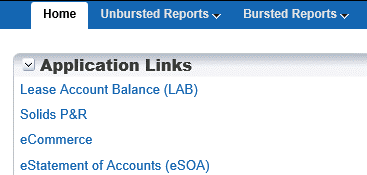 Home Unbursted Reports Bursted Reports
Application Links
Lease Account Balance (LAB)
Solids P&R
eCommerce
eStatement of Accounts (eSOA)